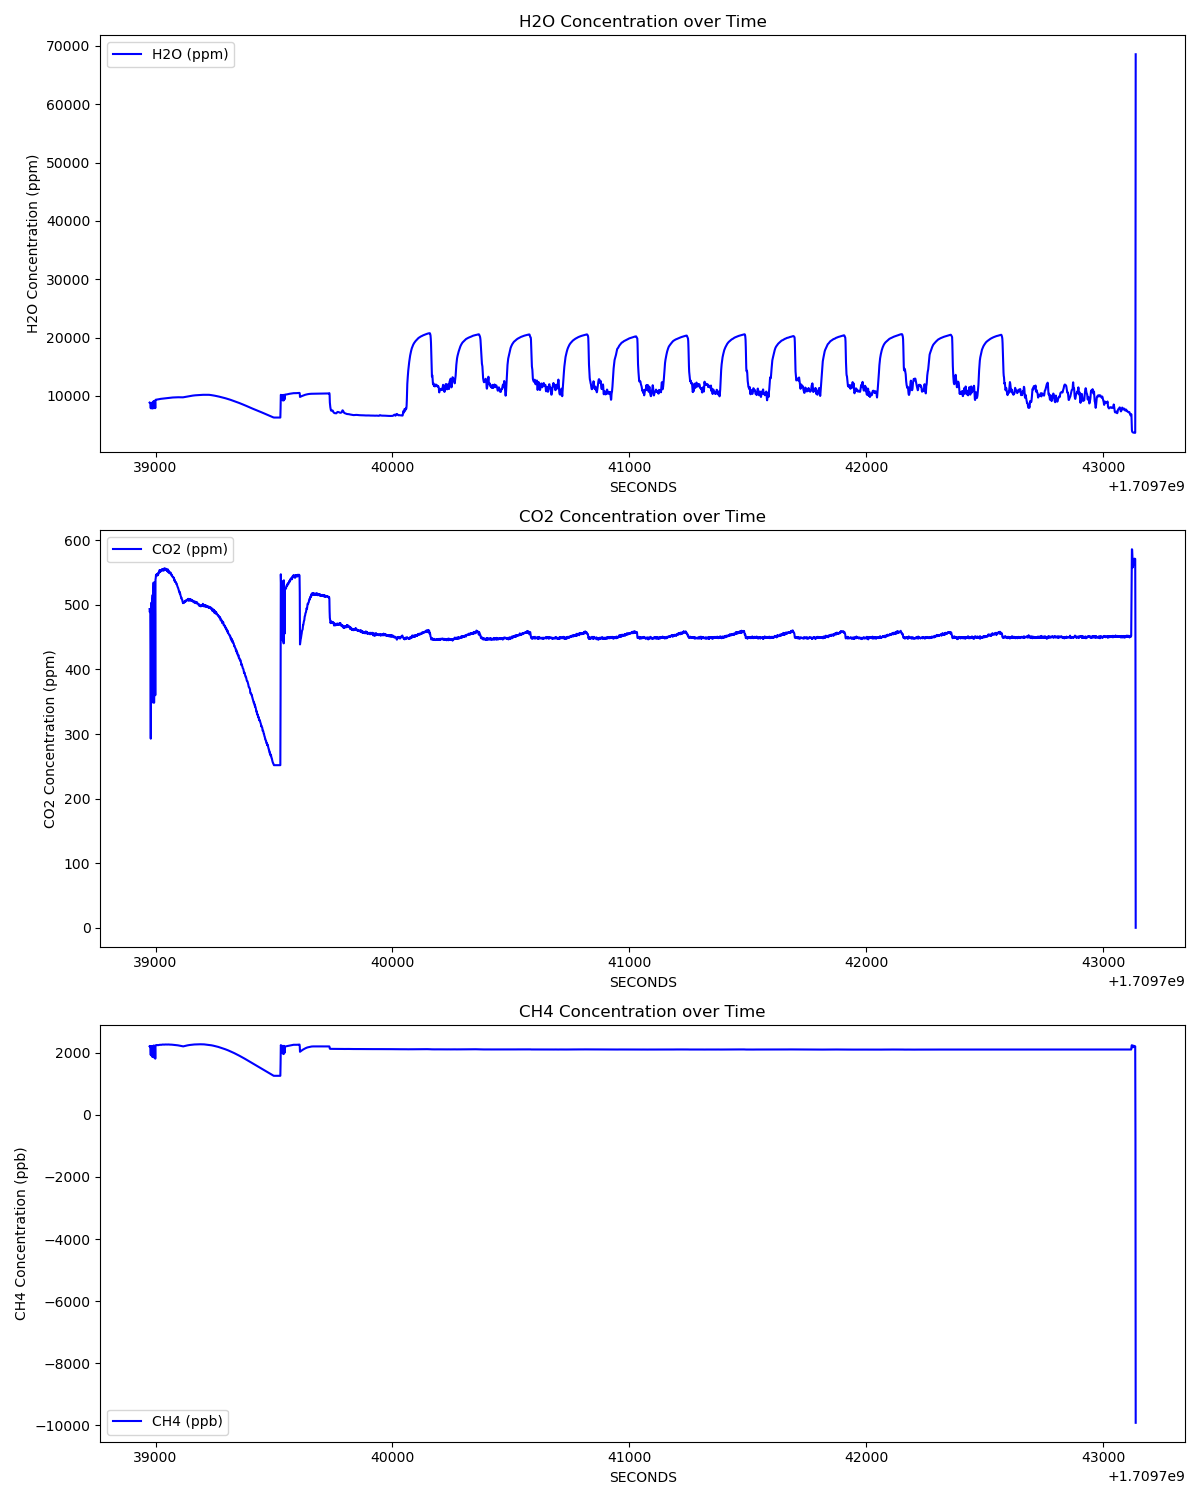 H2O Concentration over Time
H2O (ppm)
H2O Concentration (ppm)
70000
60000
50000
40000
30000
20000
10000
39000
40000
41000
42000
43000
SECONDS
+1.7097e9
CO2 Concentration over Time
CO2 (ppm)
CO2 Concentration (ppm)
600
500
400
300
200
100
0
39000
40000
41000
42000
43000
SECONDS
+1.7097e9
CH4 Concentration over Time
CH4 (ppb)
CH4 Concentration (ppb)
2000
0
−2000
−4000
−6000
−8000
−10000
39000
40000
41000
42000
43000
SECONDS
+1.7097e9